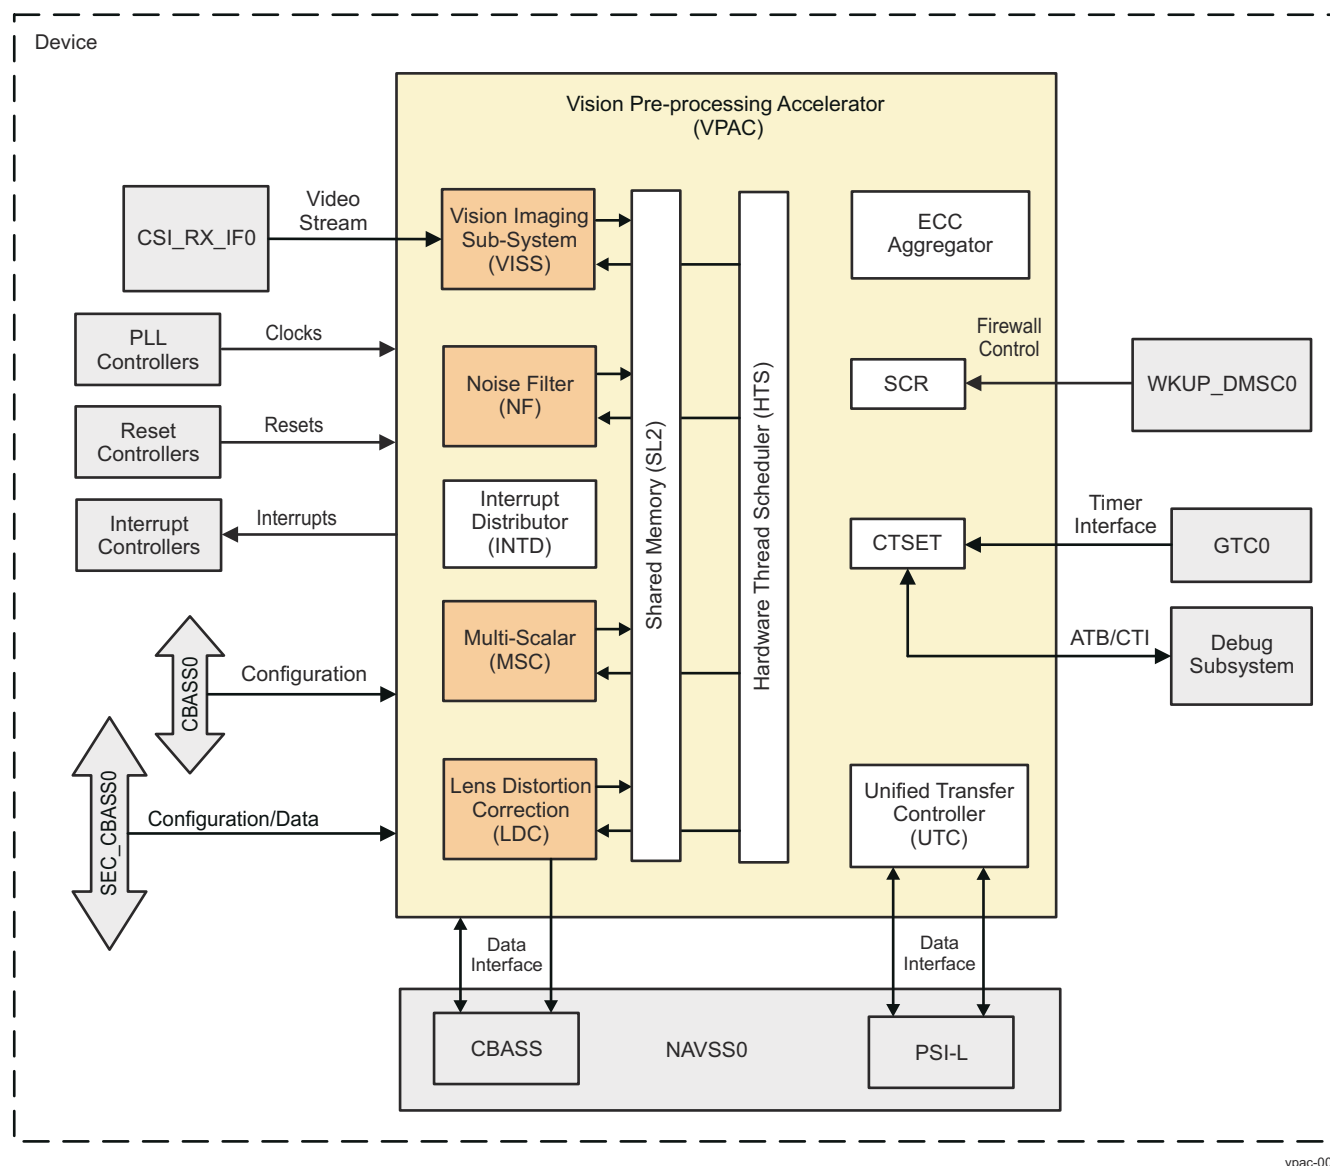 Device
Vision Pre-processing Accelerator
(VPAC)
CSI_RX_IF0
Video
Stream
Vision Imaging
Sub-System
(VISS)
ECC
Aggregator
PLL
Controllers
Clocks
Noise Filter
(NF)
Firewall
Control
SCR
WKUP_DMSC0
Reset
Controllers
Resets
Interrupt
Controllers
Interrupts
Interrupt
Distributor
(INTD)
Shared Memory (SL2)
Hardware Thread Scheduler (HTS)
CTSET
Timer
Interface
GTC0
ATB/CTI
Debug
Subsystem
CBASS0
Configuration
Multi-Scalar
(MSC)
SEC_CBASS0
Configuration/Data
Lens Distortion
Correction
(LDC)
Unified Transfer
Controller
(UTC)
Data
Interface
Data
Interface
CBASS
NAVSS0
PSI-L
vpac-00